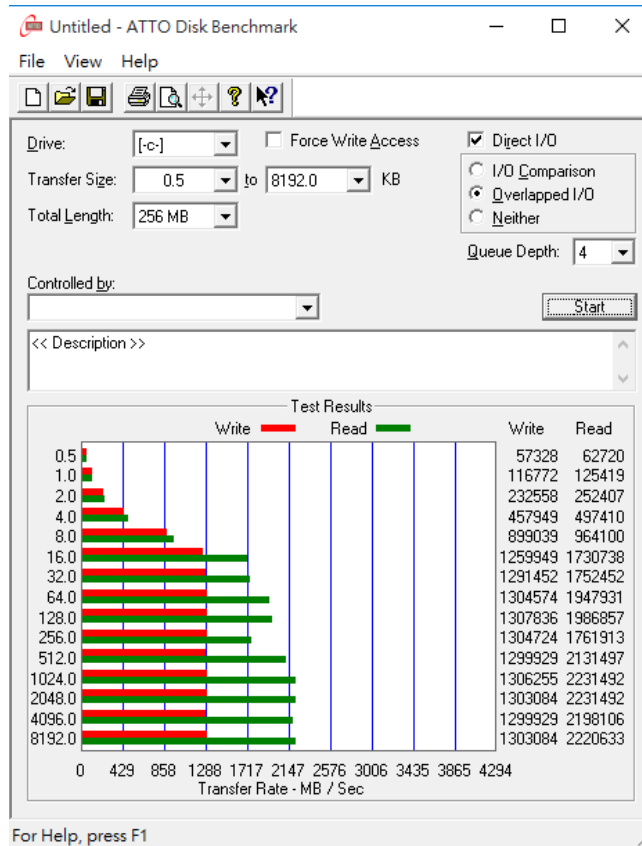 Untitled - ATTO Disk Benchmark
File View Help
Drive: [-c-] Force Write Access Direct I/O
Transfer Size: 0.5 to 8192.0 KB I/O Comparison
Overlapped I/O
Total Length: 256 MB Neither
Queue Depth: 4
Controlled by:
Start
<< Description >>
Test Results
Write Read Write Read
0.5 57328 62720
1.0 116772 125419
2.0 232558 252407
4.0 457949 497410
8.0 899039 964100
16.0 1259949 1730738
32.0 1291452 1752452
64.0 1304574 1947931
128.0 1307836 1986857
256.0 1304724 1761913
512.0 1299929 2131497
1024.0 1306255 2231492
2048.0 1303084 2231492
4096.0 1299929 2198106
8192.0 1303084 2220633
0 429 858 1288 1717 2147 2576 3006 3435 3865 4294
Transfer Rate - MB / Sec
For Help, press F1